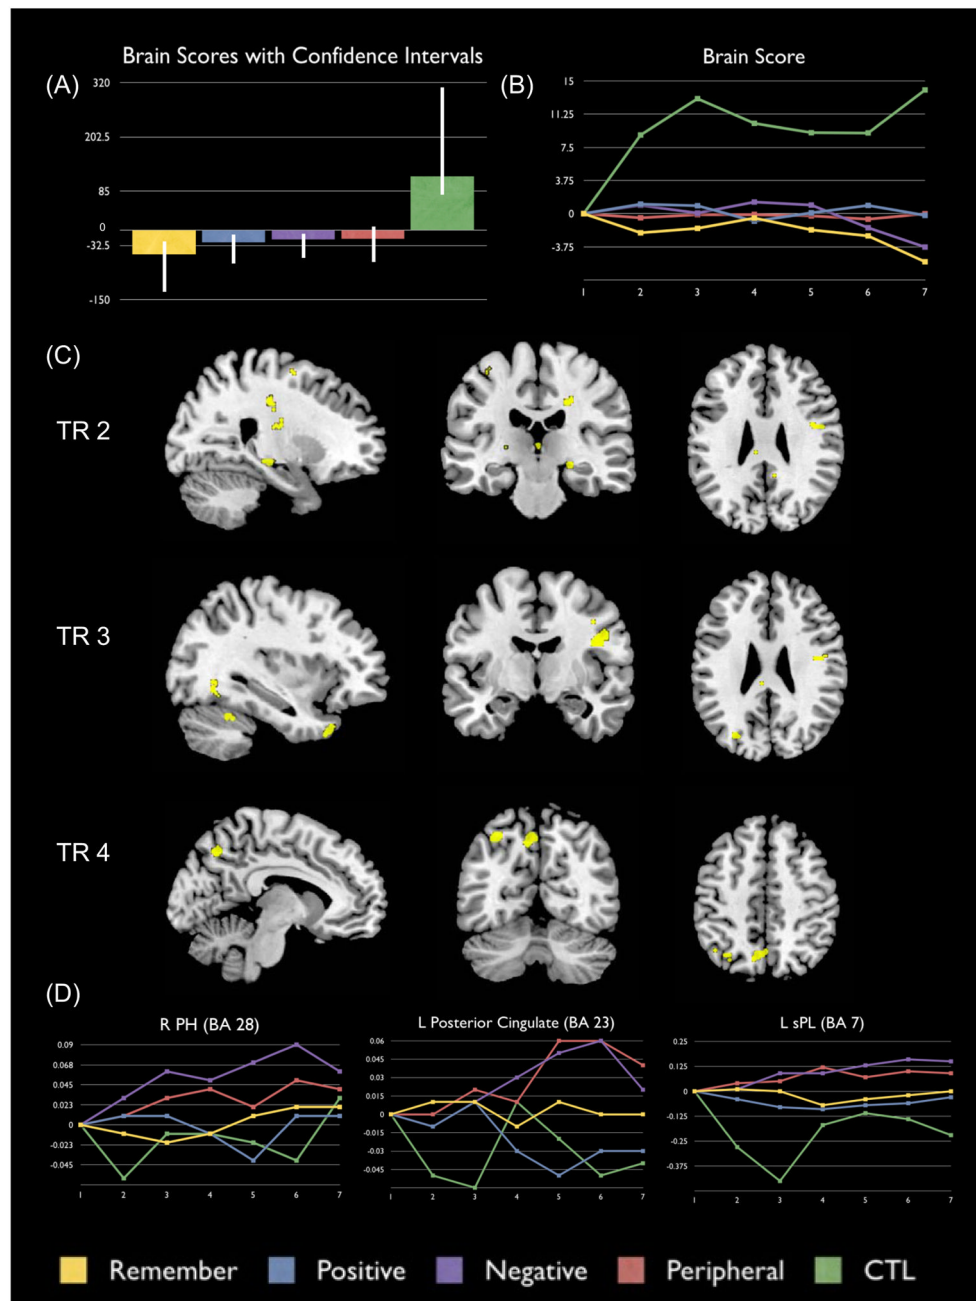 Brain Scores with Confidence Intervals
(A)
320
202.5
85
0
-32.5
-150
Brain Score
(B)
15
11.25
7.5
3.75
0
-3.75
1 2 3 4 5 6 7
(C)
TR 2
TR 3
TR 4
(D)
R PH (BA 28)
0.09
0.068
0.045
0.023
0
-0.023
-0.045
1 2 3 4 5 6 7
L Posterior Cingulate (BA 23)
0.06
0.045
0.03
0.015
0
-0.015
-0.03
-0.045
1 2 3 4 5 6 7
L sPL (BA 7)
0.25
0.125
0
-0.125
-0.25
-0.375
1 2 3 4 5 6 7
Remember Positive Negative Peripheral CTL